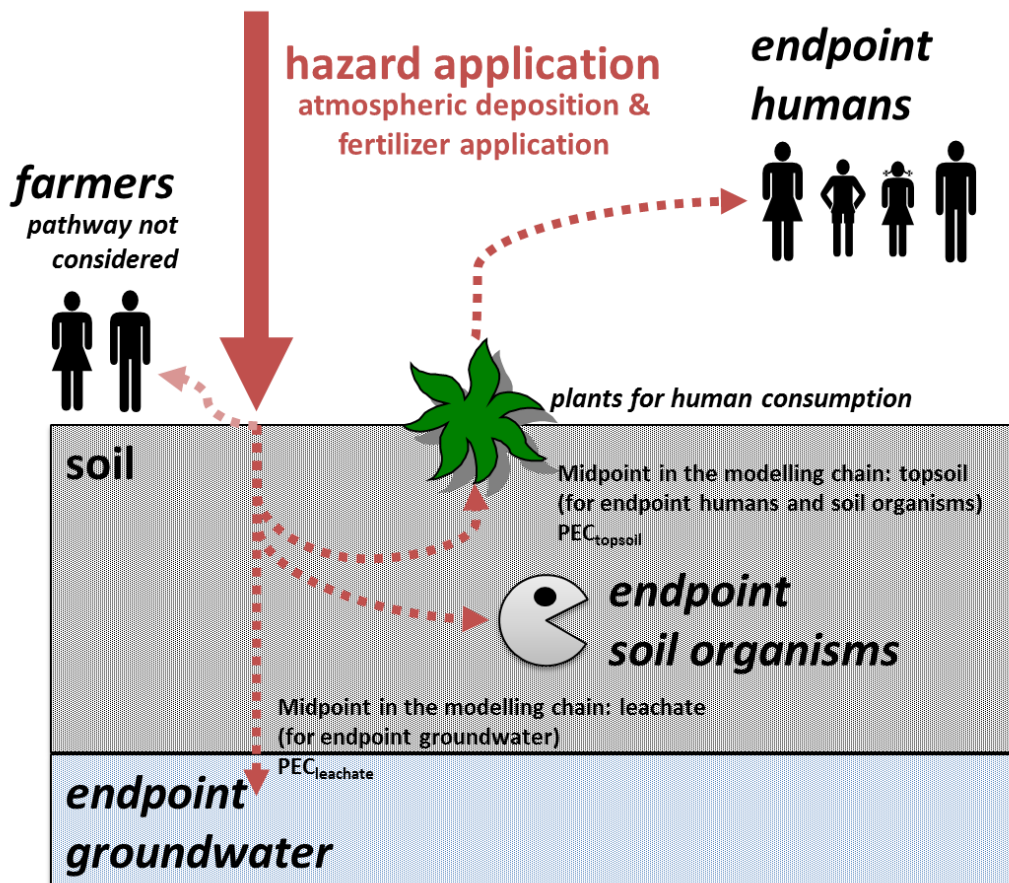 hazard application
atmospheric deposition &
fertilizer application
endpoint
humans
farmers
pathway not
considered
plants for human consumption
soil
Midpoint in the modelling chain: topsoil
(for endpoint humans and soil organisms)
PECtopsoil
endpoint
soil organisms
Midpoint in the modelling chain: leachate
(for endpoint groundwater)
PECleachate
endpoint
groundwater